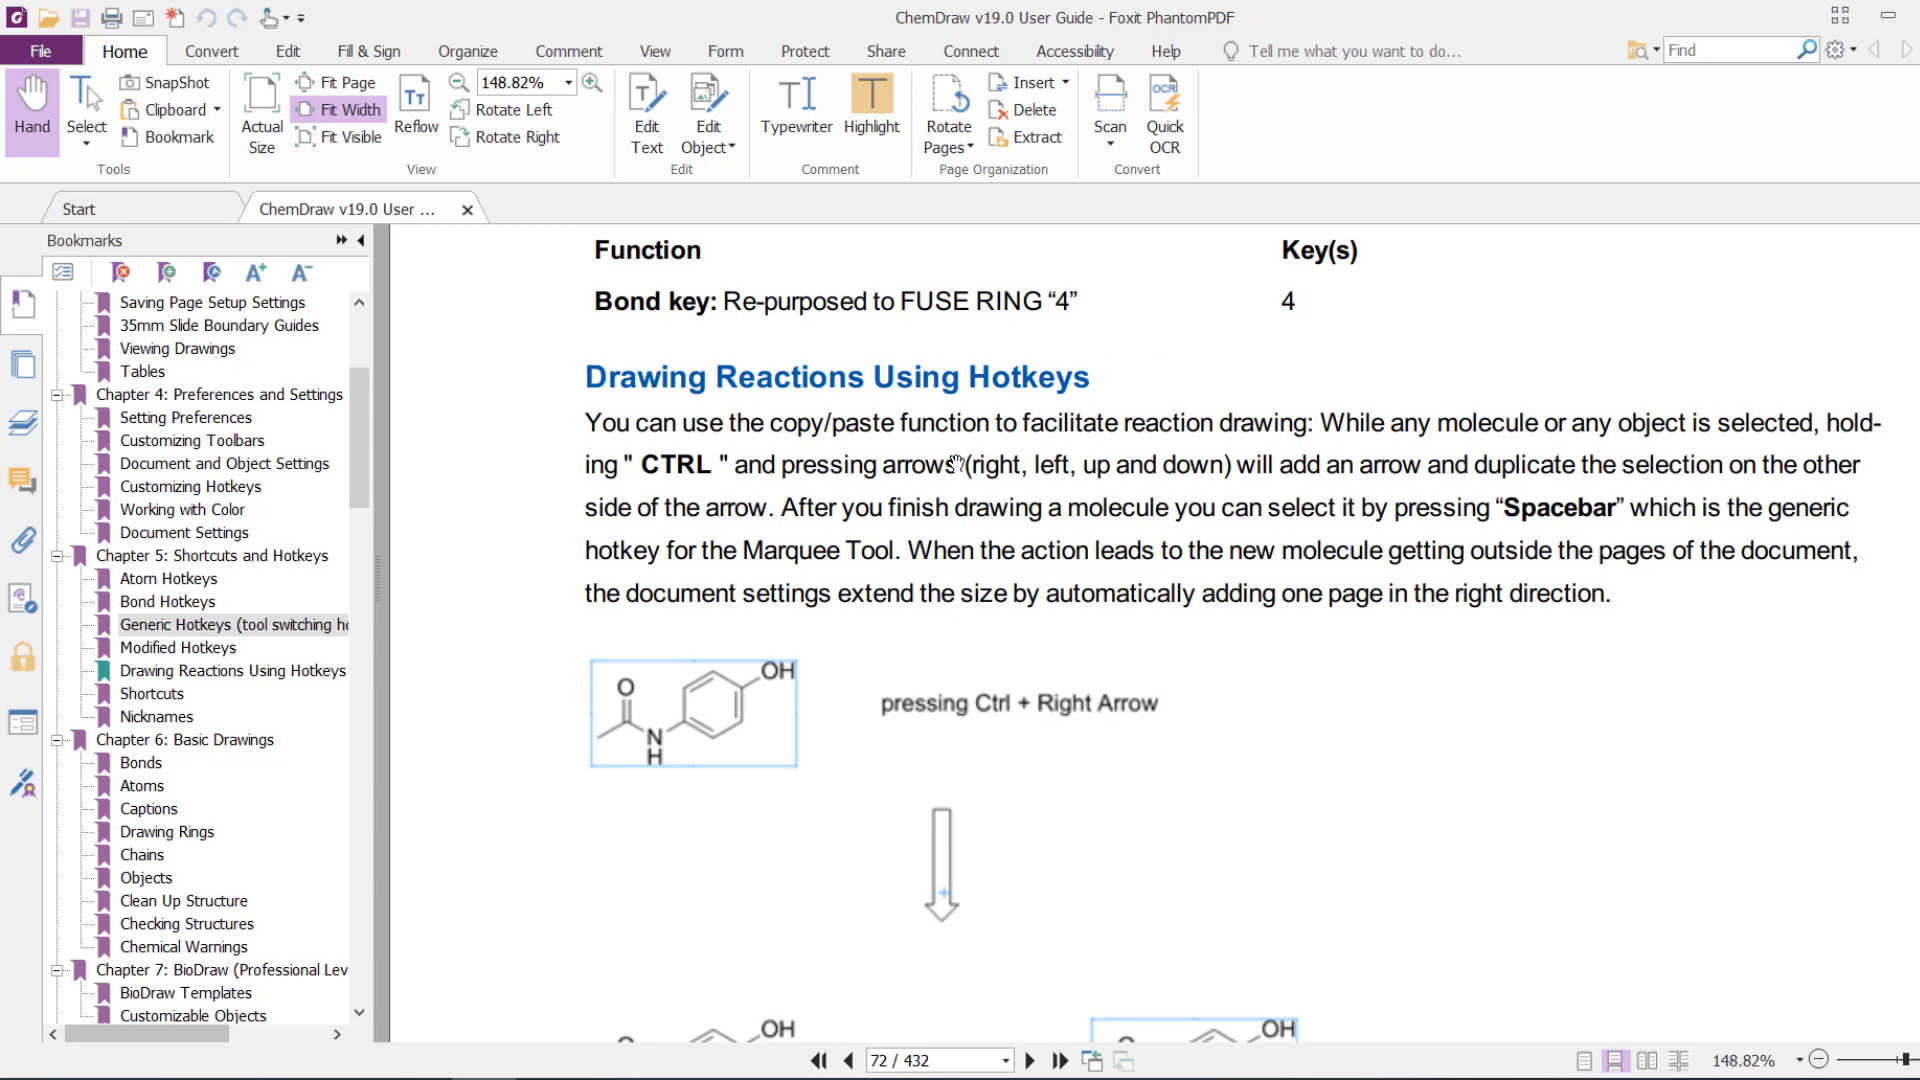 ChemDraw v19.0 User Guide - Foxit PhantomPDF
File Home Convert Edit Fill & Sign Organize Comment View Form Protect Share Connect Accessibility Help Tell me what you want to do... Find
Hand
Select
SnapShot
Clipboard
Bookmark
Tools
Actual
Size
Fit Page
Fit Width
Fit Visible
Reflow
148.82%
Rotate Left
Rotate Right
View
Edit
Text
Edit
Object
Edit
Typewriter
Highlight
Comment
Rotate
Pages
Insert
Delete
Extract
Page Organization
Scan
OCR
Quick
OCR
Convert
Start
ChemDraw v19.0 User ...
Bookmarks
Saving Page Setup Settings
35mm Slide Boundary Guides
Viewing Drawings
Tables
Chapter 4: Preferences and Settings
Setting Preferences
Customizing Toolbars
Document and Object Settings
Customizing Hotkeys
Working with Color
Document Settings
Chapter 5: Shortcuts and Hotkeys
Atom Hotkeys
Bond Hotkeys
Generic Hotkeys (tool switching ho
Modified Hotkeys
Drawing Reactions Using Hotkeys
Shortcuts
Nicknames
Chapter 6: Basic Drawings
Bonds
Atoms
Captions
Drawing Rings
Chains
Objects
Clean Up Structure
Checking Structures
Chemical Warnings
Chapter 7: BioDraw (Professional Lev
BioDraw Templates
Customizable Objects
Function Key(s)
Bond key: Re-purposed to FUSE RING “4” 4
Drawing Reactions Using Hotkeys
You can use the copy/paste function to facilitate reaction drawing: While any molecule or any object is selected, hold-
ing " CTRL " and pressing arrows (right, left, up and down) will add an arrow and duplicate the selection on the other
side of the arrow. After you finish drawing a molecule you can select it by pressing “Spacebar” which is the generic
hotkey for the Marquee Tool. When the action leads to the new molecule getting outside the pages of the document,
the document settings extend the size by automatically adding one page in the right direction.
OH
O
N
H
pressing Ctrl + Right Arrow
OH
OH
72 / 432
148.82%